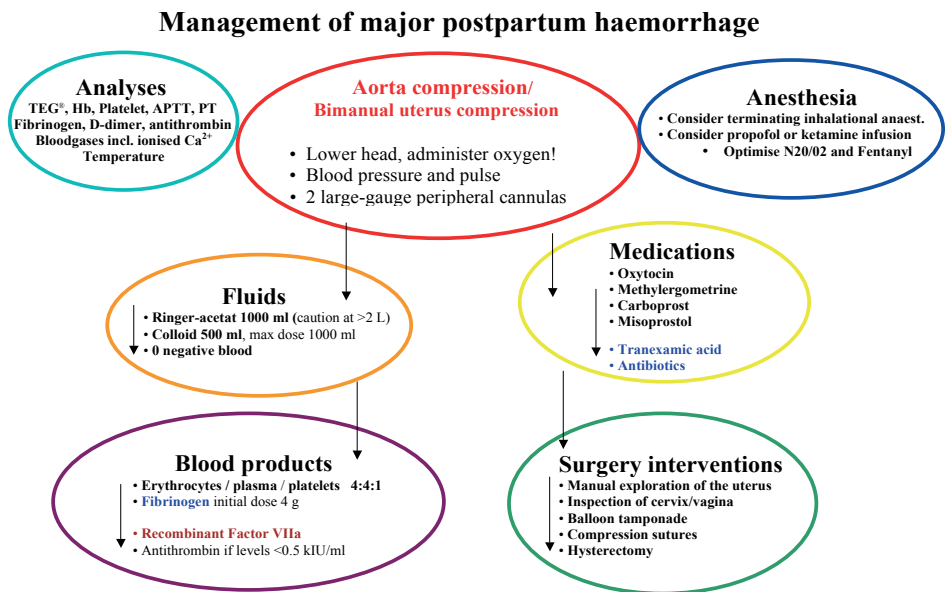 Management of major postpartum haemorrhage
Analyses
TEG®, Hb, Platelet, APTT, PT
Fibrinogen, D-dimer, antithrombin
Bloodgases incl. ionised Ca²⁺
Temperature
Aorta compression/
Bimanual uterus compression
• Lower head, administer oxygen!
• Blood pressure and pulse
• 2 large-gauge peripheral cannulas
Anesthesia
• Consider terminating inhalational anaest.
• Consider propofol or ketamine infusion
• Optimise N20/02 and Fentanyl
Fluids
• Ringer-acetat 1000 ml (caution at >2 L)
• Colloid 500 ml, max dose 1000 ml
• 0 negative blood
Medications
• Oxytocin
• Methylergometrine
• Carboprost
• Misoprostol
• Tranexamic acid
• Antibiotics
Blood products
• Erythrocytes / plasma / platelets 4:4:1
• Fibrinogen initial dose 4 g
• Recombinant Factor VIIa
• Antithrombin if levels <0.5 kIU/ml
Surgery interventions
• Manual exploration of the uterus
• Inspection of cervix/vagina
• Balloon tamponade
• Compression sutures
• Hysterectomy